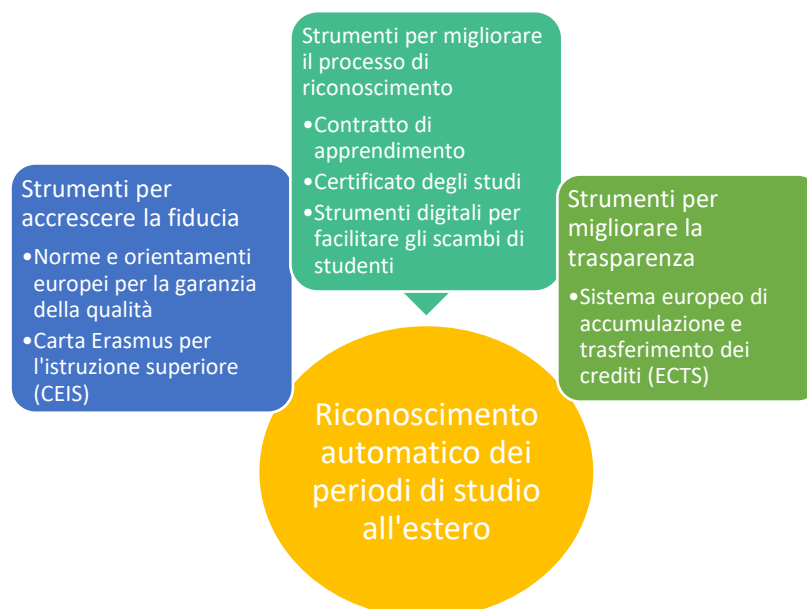 Strumenti per
accrescere la fiducia
•Norme e orientamenti
europei per la garanzia
della qualità
•Carta Erasmus per
l'istruzione superiore
(CEIS)
Strumenti per migliorare
il processo di
riconoscimento
•Contratto di
apprendimento
•Certificato degli studi
•Strumenti digitali per
facilitare gli scambi di
studenti
Strumenti per
migliorare la
trasparenza
•Sistema europeo di
accumulazione e
trasferimento dei
crediti (ECTS)
Riconoscimento
automatico dei
periodi di studio
all'estero